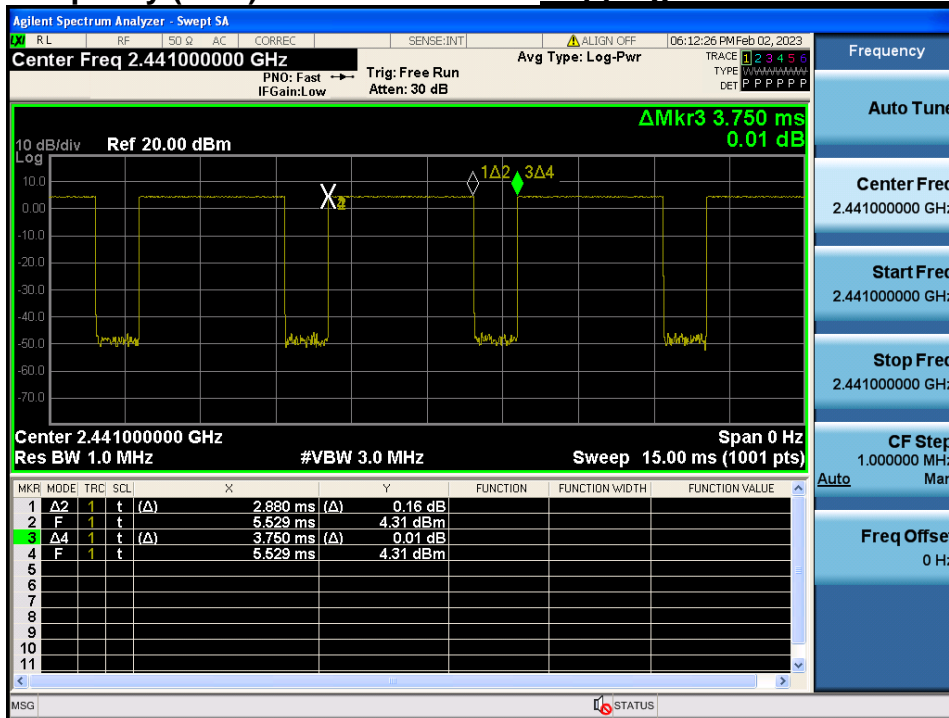 Agilent Spectrum Analyzer - Swept SA
LXI RL RF 50 Ω AC CORREC SENSE:INT ALIGN OFF 06:12:26 PM Feb 02, 2023
Center Freq 2.441000000 GHz
PNO: Fast
IFGain:Low
Trig: Free Run
Atten: 30 dB
Avg Type: Log-Pwr
TRACE 1 2 3 4 5 6
TYPE
DET P P P P P P
ΔMkr3 3.750 ms
0.01 dB
10 dB/div Ref 20.00 dBm
Log
10.0
0.00
-10.0
-20.0
-30.0
-40.0
-50.0
-60.0
-70.0
1Δ2 3Δ4
Center 2.441000000 GHz Span 0 Hz
Res BW 1.0 MHz #VBW 3.0 MHz Sweep 15.00 ms (1001 pts)
MKR MODE TRC SCL X Y FUNCTION FUNCTION WIDTH FUNCTION VALUE
1 Δ2 1 t (Δ) 2.880 ms (Δ) 0.16 dB
2 F 1 t 5.529 ms 4.31 dBm
3 Δ4 1 t (Δ) 3.750 ms (Δ) 0.01 dB
4 F 1 t 5.529 ms 4.31 dBm
5
6
7
8
9
10
11
MSG STATUS
Frequency
Auto Tune
Center Freq
2.441000000 GHz
Start Freq
2.441000000 GHz
Stop Freq
2.441000000 GHz
CF Step
1.000000 MHz
Auto Man
Freq Offset
0 Hz